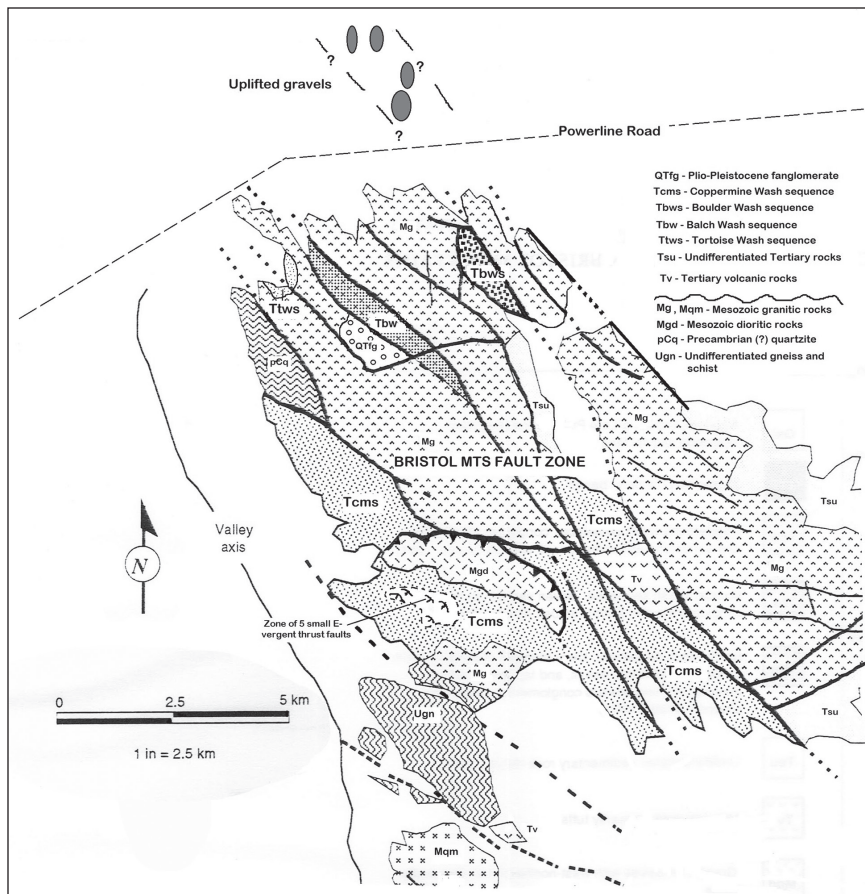 ?
?
Uplifted gravels
?
Powerline Road
QTfg - Plio-Pleistocene fanglomerate
Tcms - Coppermine Wash sequence
Tbws - Boulder Wash sequence
Tbw - Balch Wash sequence
Ttws - Tortoise Wash sequence
Tsu - Undifferentiated Tertiary rocks
Tv - Tertiary volcanic rocks
Mg , Mqm - Mesozoic granitic rocks
Mgd - Mesozoic dioritic rocks
pCq - Precambrian (?) quartzite
Ugn - Undifferentiated gneiss and
schist
Mg
Tbws
Ttws
Tbw
QTfg
pCq
Tsu
Mg
Mg
BRISTOL MTS FAULT ZONE
Tcms
Tcms
Tsu
Valley
axis
N
Mgd
Tv
Mg
Zone of 5 small E-
vergent thrust faults
Tcms
Mg
Tcms
Tsu
Ugn
0 2.5 5 km
1 in = 2.5 km
Tv
Mqm